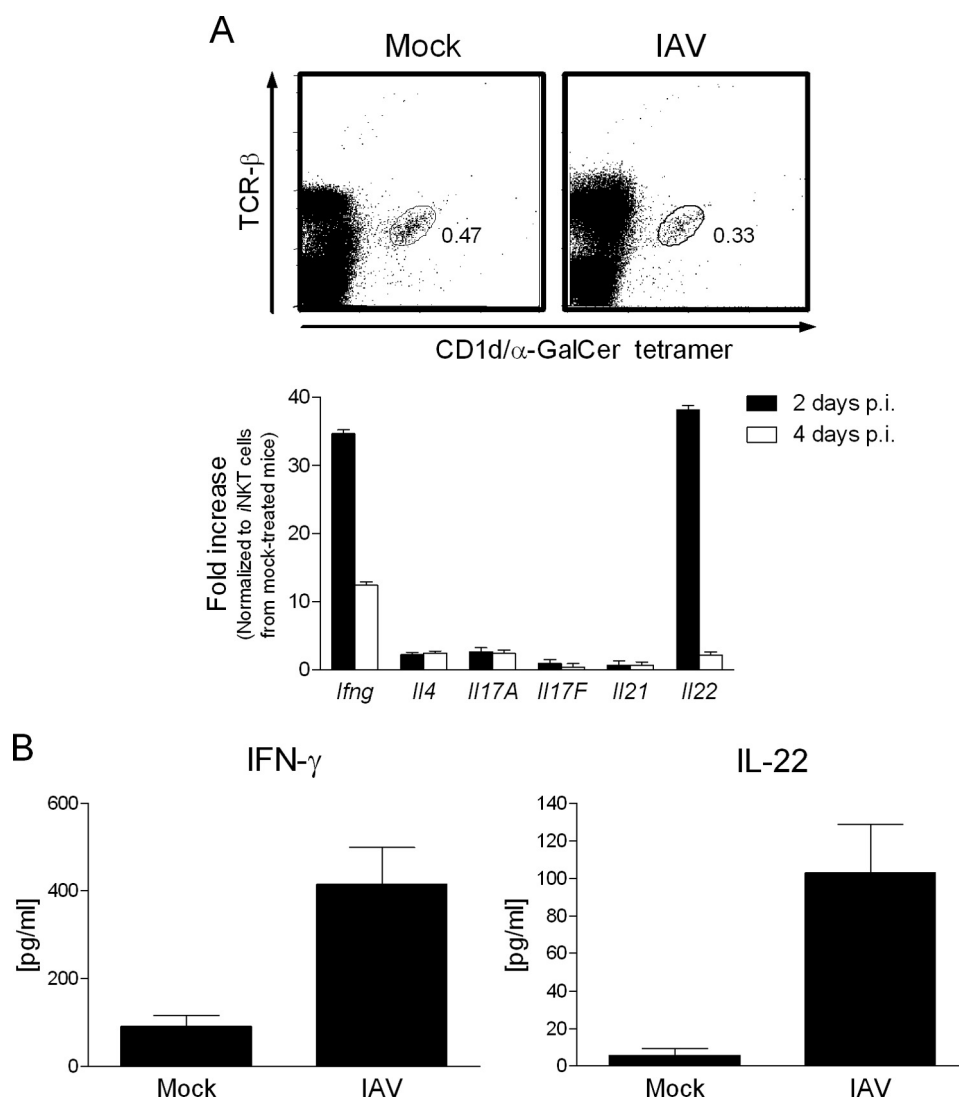 A
Mock
IAV
TCR-β
0.47
0.33
CD1d/α-GalCer tetramer
Fold increase
(Normalized to iNKT cells
from mock-treated mice)
40
30
20
10
0
2 days p.i.
4 days p.i.
Ifng Il4 Il17A Il17F Il21 Il22
B
IFN-γ
[pg/ml]
600
400
200
0
Mock IAV
IL-22
[pg/ml]
140
120
100
80
60
40
20
0
Mock IAV